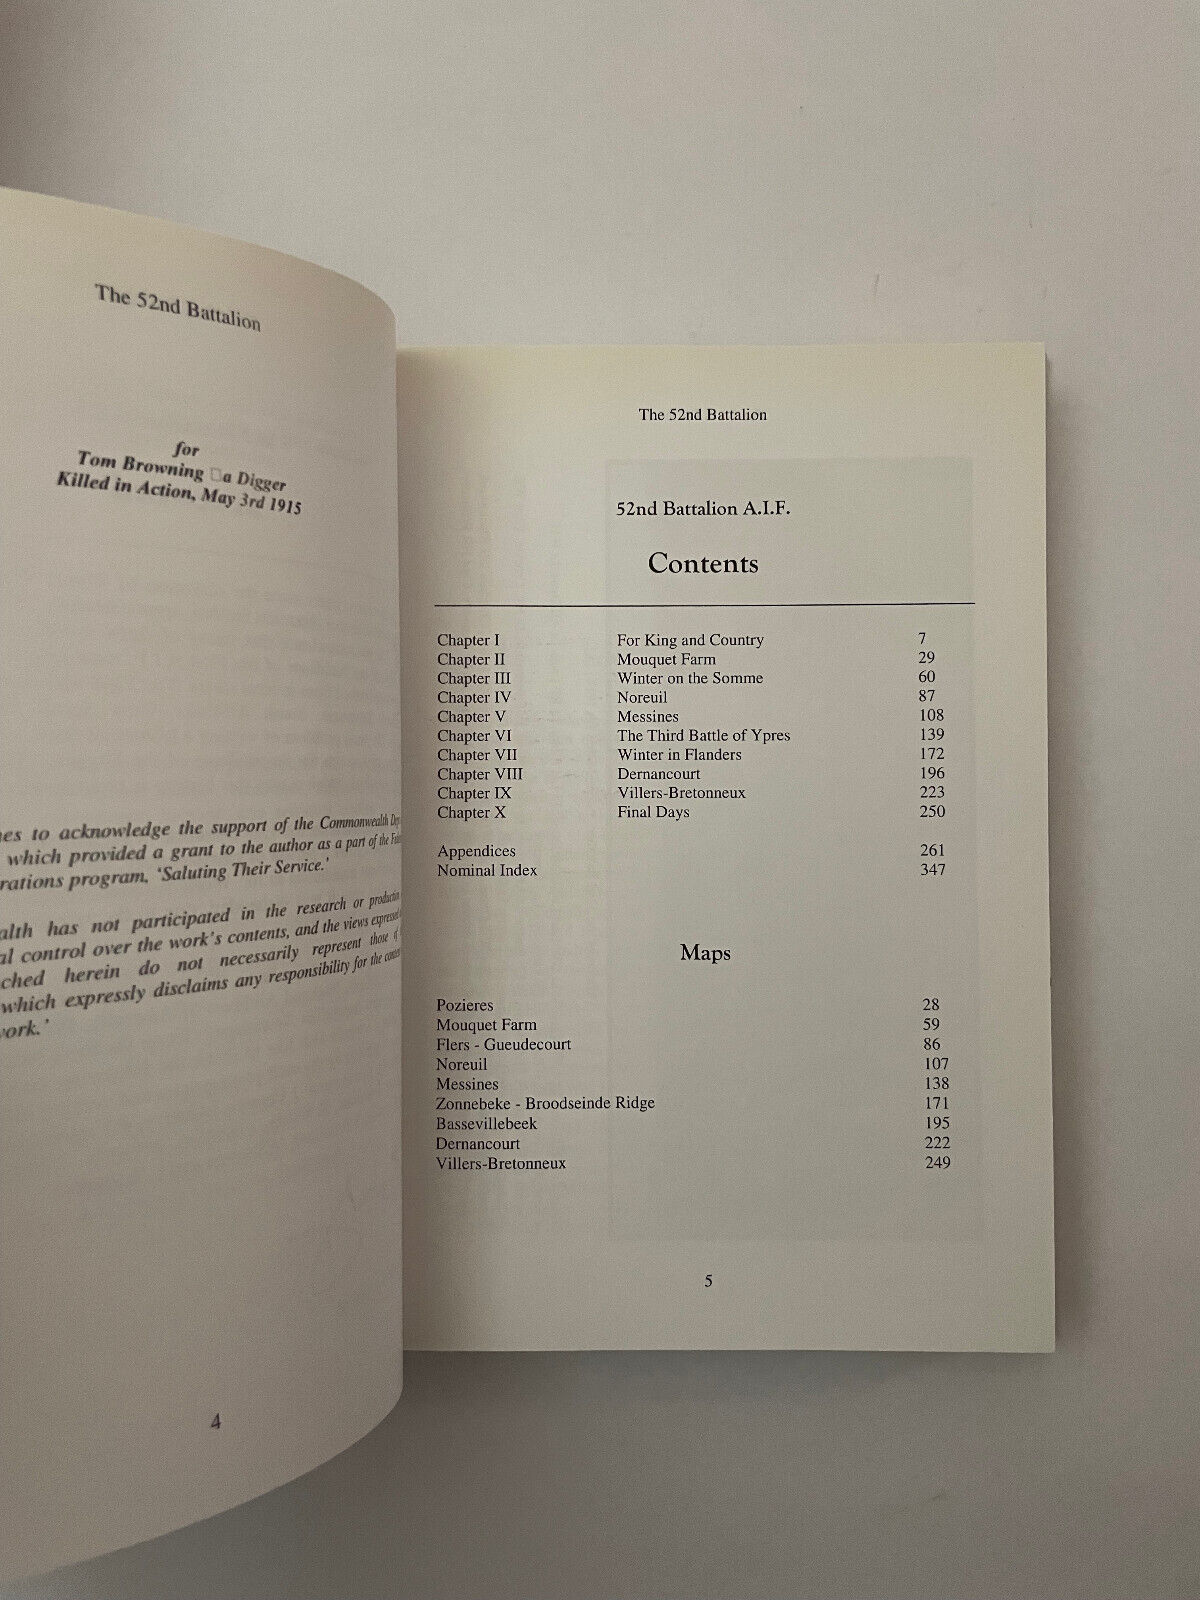 The 52nd Battalion
for
Tom Browning □a Digger
Killed in Action, May 3rd 1915
to acknowledge the support of the Commonwealth
which provided a grant to the author as a part of the
program, 'Saluting Their Service.'
has not participated in the research or
control over the work's contents, and the views expressed
herein do not necessarily represent those of
which expressly disclaims any responsibility for the
work.'
4
The 52nd Battalion
52nd Battalion A.I.F.
Contents
Chapter I For King and Country 7
Chapter II Mouquet Farm 29
Chapter III Winter on the Somme 60
Chapter IV Noreuil 87
Chapter V Messines 108
Chapter VI The Third Battle of Ypres 139
Chapter VII Winter in Flanders 172
Chapter VIII Dernancourt 196
Chapter IX Villers-Bretonneux 223
Chapter X Final Days 250
Appendices 261
Nominal Index 347
Maps
Pozieres 28
Mouquet Farm 59
Flers - Gueudecourt 86
Noreuil 107
Messines 138
Zonnebeke - Broodseinde Ridge 171
Bassevillebeek 195
Dernancourt 222
Villers-Bretonneux 249
5